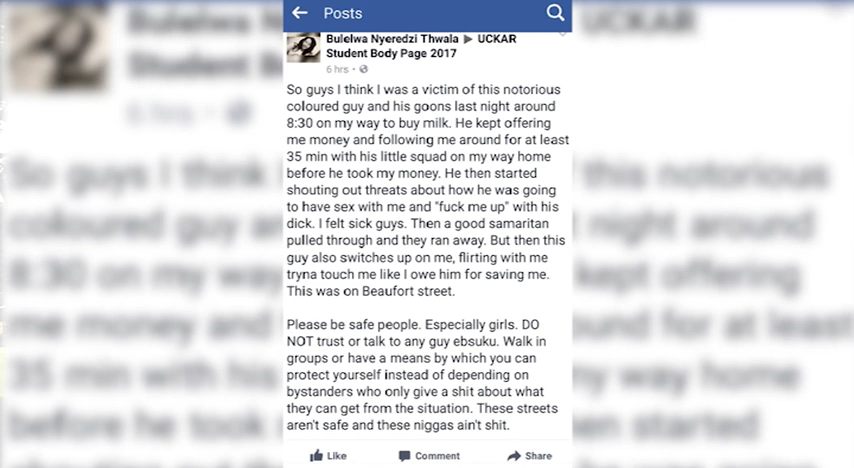 Posts
Bulelwa Nyeredzi Thwala ▶ UCKAR
Student Body Page 2017
6 hrs ·
So guys I think I was a victim of this notorious
coloured guy and his goons last night around
8:30 on my way to buy milk. He kept offering
me money and following me around for at least
35 min with his little squad on my way home
before he took my money. He then started
shouting out threats about how he was going
to have sex with me and "fuck me up" with his
dick. I felt sick guys. Then a good samaritan
pulled through and they ran away. But then this
guy also switches up on me, flirting with me
tryna touch me like I owe him for saving me.
This was on Beaufort street.
Please be safe people. Especially girls. DO
NOT trust or talk to any guy ebsuku. Walk in
groups or have a means by which you can
protect yourself instead of depending on
bystanders who only give a shit about what
they can get from the situation. These streets
aren't safe and these niggas ain't shit.
Like Comment Share